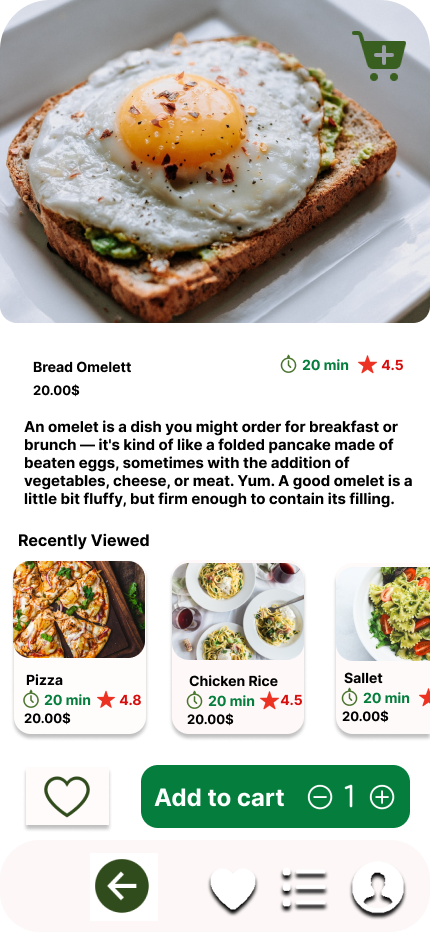 Bread Omelett
20 min 4.5
20.00$
An omelet is a dish you might order for breakfast or
brunch — it's kind of like a folded pancake made of
beaten eggs, sometimes with the addition of
vegetables, cheese, or meat. Yum. A good omelet is a
little bit fluffy, but firm enough to contain its filling.
Recently Viewed
Pizza
20 min 4.8
20.00$
Chicken Rice
20 min 4.5
20.00$
Sallet
20 min
20.00$
Add to cart 1